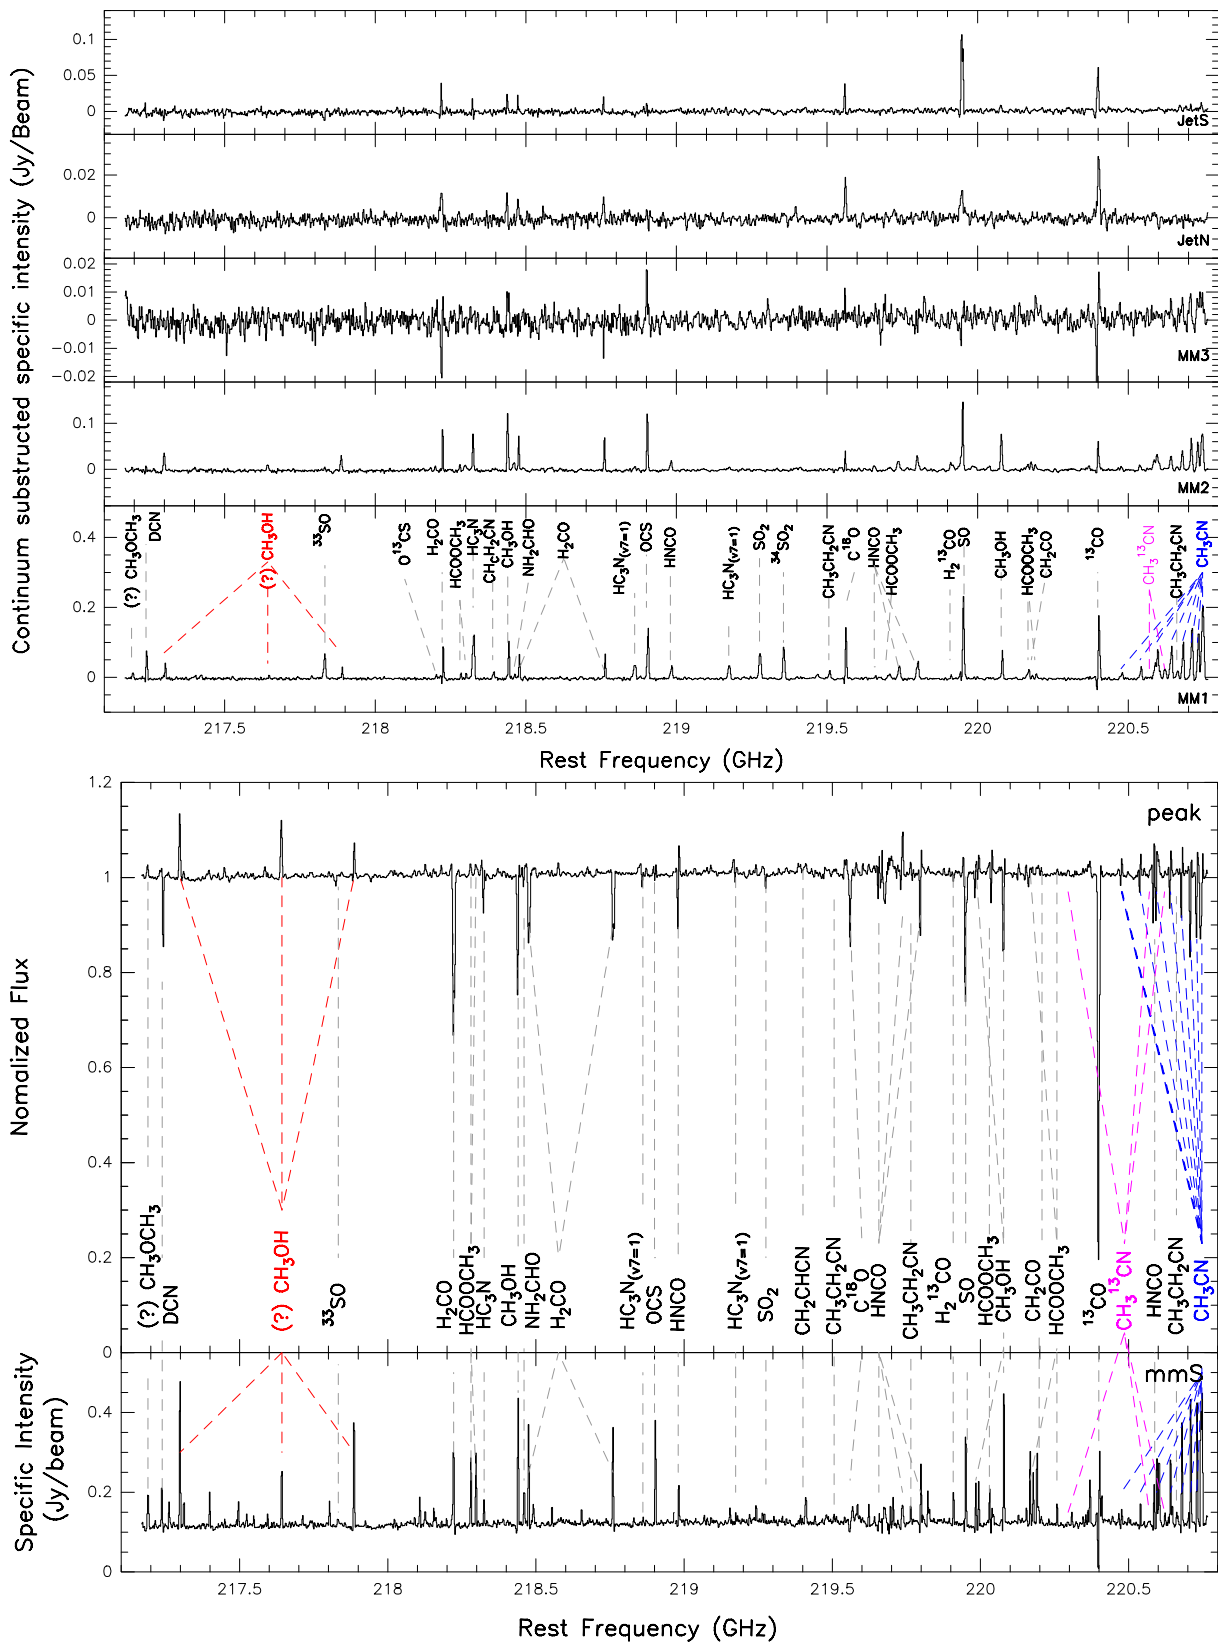 Continuum substructed specific intensity (Jy/Beam)
0.1
0.05
0
JetS
0.02
0
JetN
0.02
0.01
0
−0.01
−0.02
MM3
0.1
0
MM2
0.4
0.2
0
(?) CH3OCH3
DCN
(?) CH3OH
33SO
O13CS
H2CO
HCOOCH3
HC3N
CH3OH
NH2CHO
H2CO
HC3N(v7=1)
OCS
HNCO
HC3N(v7=1)
SO2
34SO2
CH3CH2CN
C18O
HNCO
HCOOCH3
H2 13CO
SO
CH3OH
HCOOCH3
CH2CO
13CO
CH3 13CN
CH3CH2CN
CH3CN
MM1
217.5 218 218.5 219 219.5 220 220.5
Rest Frequency (GHz)
Nomalized Flux
1.2
1
0.8
0.6
0.4
0.2
0
peak
(?) CH3OCH3
DCN
(?) CH3OH
33SO
H2CO
HCOOCH3
HC3N
CH3OH
NH2CHO
H2CO
HC3N(v7=1)
OCS
HNCO
HC3N(v7=1)
SO2
CH2CHCN
CH3CH2CN
C18O
HNCO
CH3CH2CN
H2 13CO
SO
HCOOCH3
CH3OH
CH2CO
HCOOCH3
13CO
CH3 13CN
HNCO
CH3CH2CN
CH3CN
Specific Intensity
(Jy/beam)
0.4
0.2
0
mmS
217.5 218 218.5 219 219.5 220 220.5
Rest Frequency (GHz)